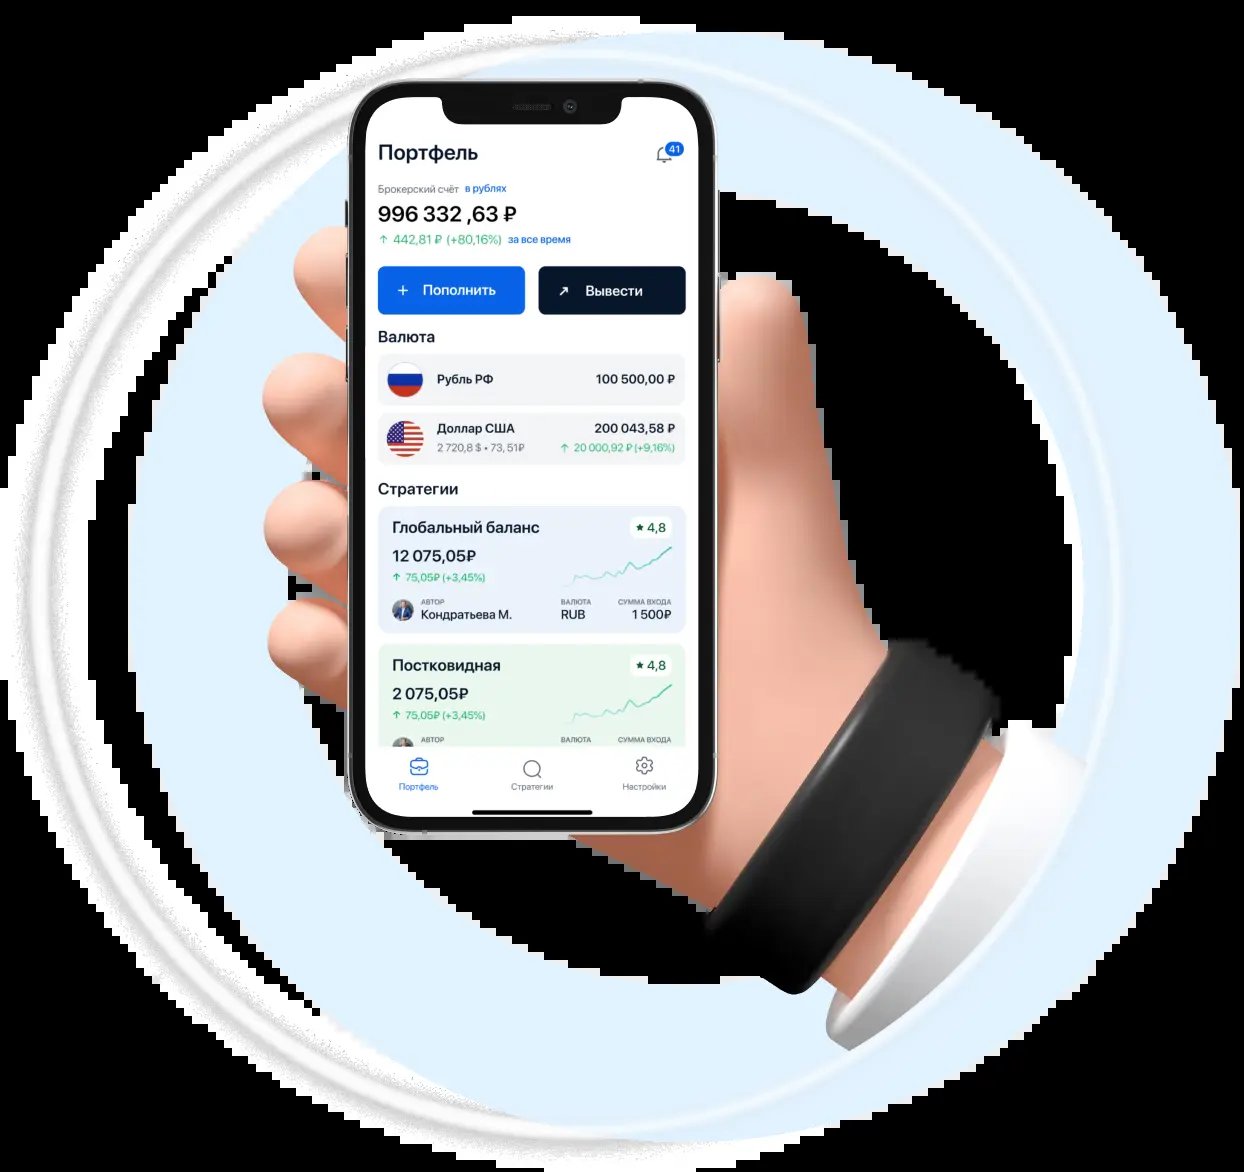 Портфель
41
Брокерский счёт в рублях
996 332 ,63 ₽
↑ 442,81 ₽ (+80,16%) за все время
+ Пополнить
↗ Вывести
Валюта
Рубль РФ 100 500,00 ₽
Доллар США 200 043,58 ₽
2 720,8 $ • 73, 51₽ ↑ 20 000,92 ₽ (+9,16%)
Стратегии
Глобальный баланс ★ 4,8
12 075,05₽
↑ 75,05₽ (+3,45%)
АВТОР ВАЛЮТА СУММА ВХОДА
Кондратьева М. RUB 1 500₽
Постковидная ★ 4,8
2 075,05₽
↑ 75,05₽ (+3,45%)
АВТОР ВАЛЮТА СУММА ВХОДА
Портфель Стратегии Настройки